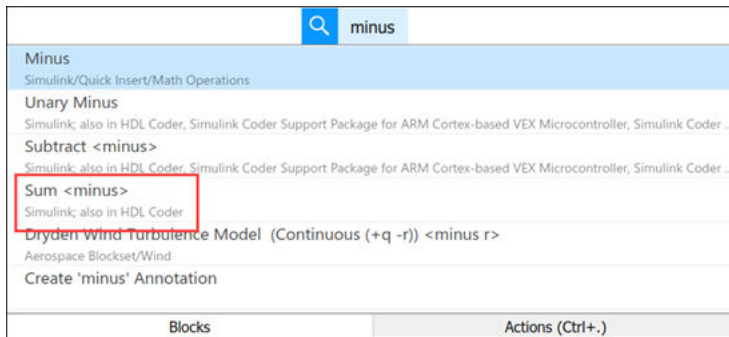 minus
Minus
Simulink/Quick Insert/Math Operations
Unary Minus
Simulink; also in HDL Coder, Simulink Coder Support Package for ARM Cortex-based VEX Microcontroller, Simulink Coder ..
Subtract <minus>
Simulink; also in HDL Coder, Simulink Coder Support Package for ARM Cortex-based VEX Microcontroller, Simulink Coder ..
Sum <minus>
Simulink; also in HDL Coder
Dryden Wind Turbulence Model (Continuous (+q -r)) <minus r>
Aerospace Blockset/Wind
Create 'minus' Annotation
Blocks
Actions (Ctrl+.)